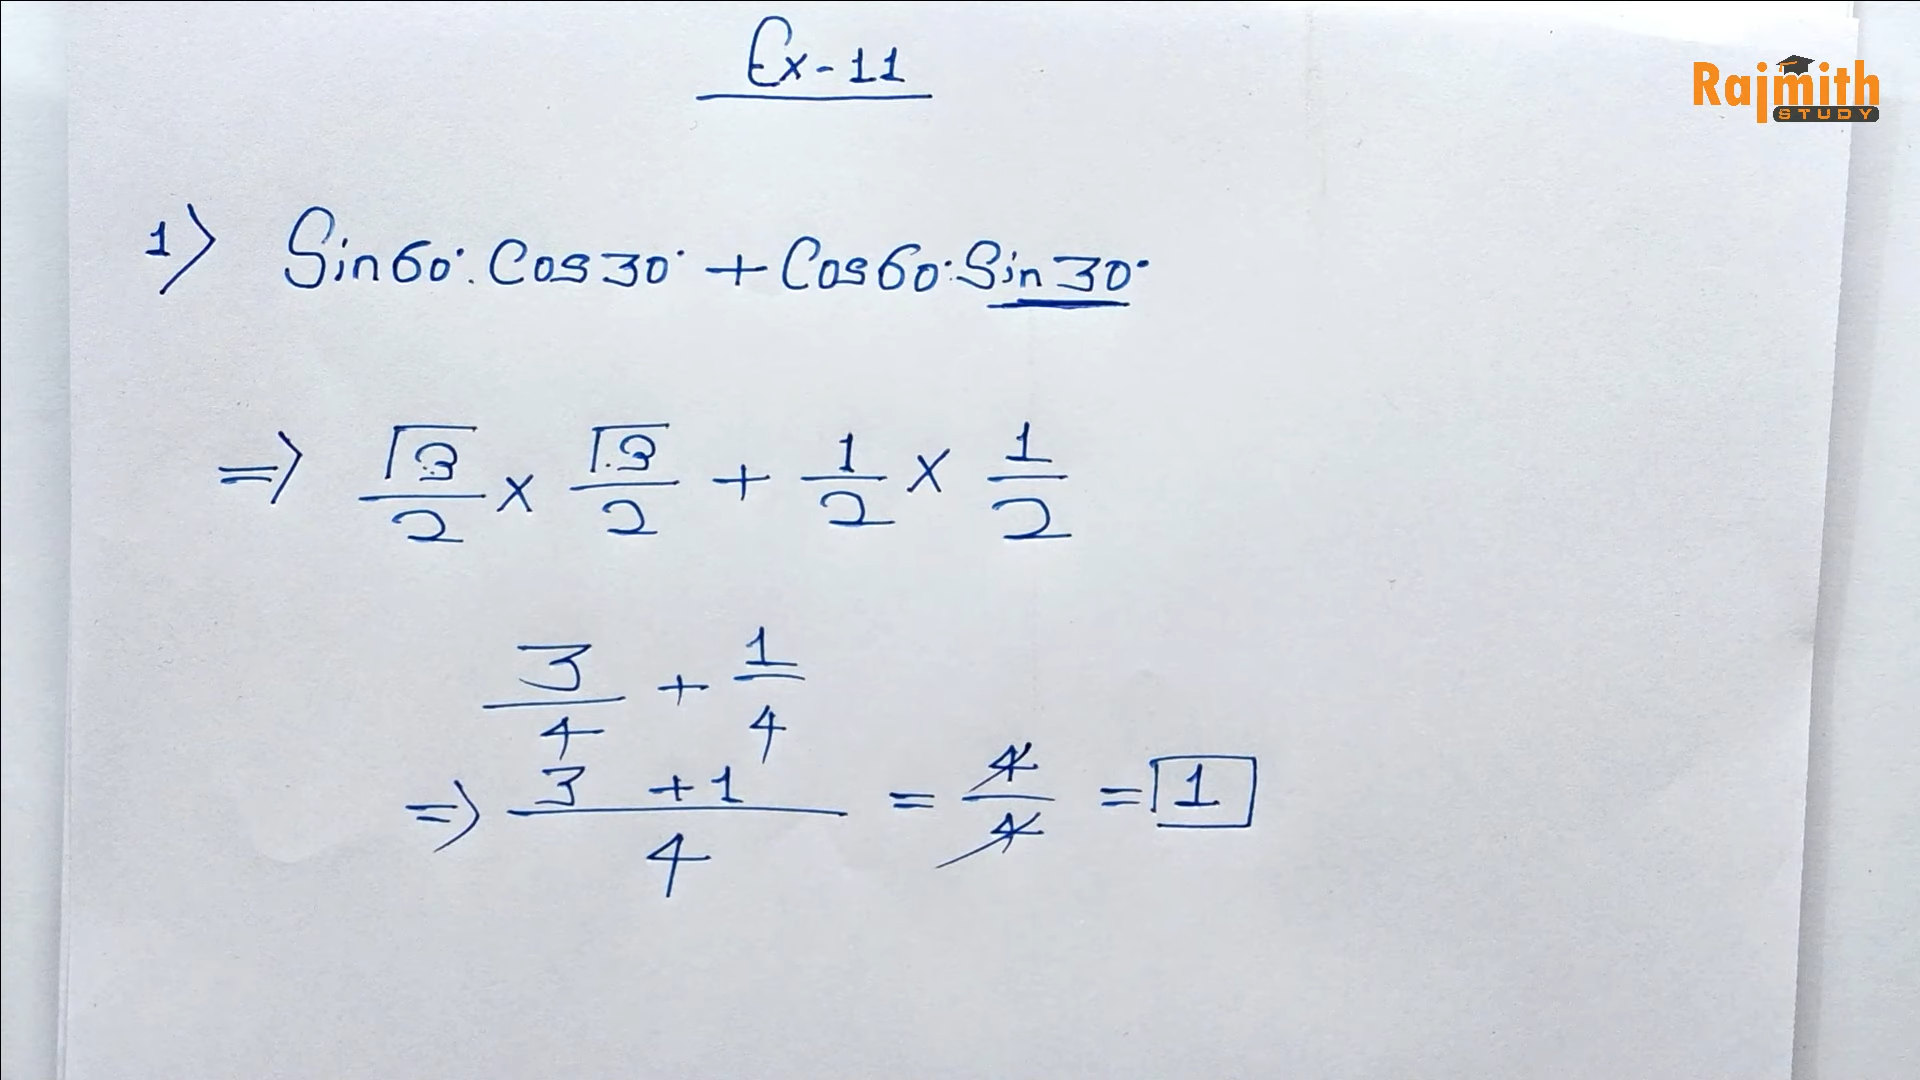 Ex-11
Rajmith
STUDY
1) Sin60°. Cos30° + Cos60°. Sin30°
=> √3/2 x √3/2 + 1/2 x 1/2
3/4 + 1/4
=> 3 +1/4 = 4/4 = 1